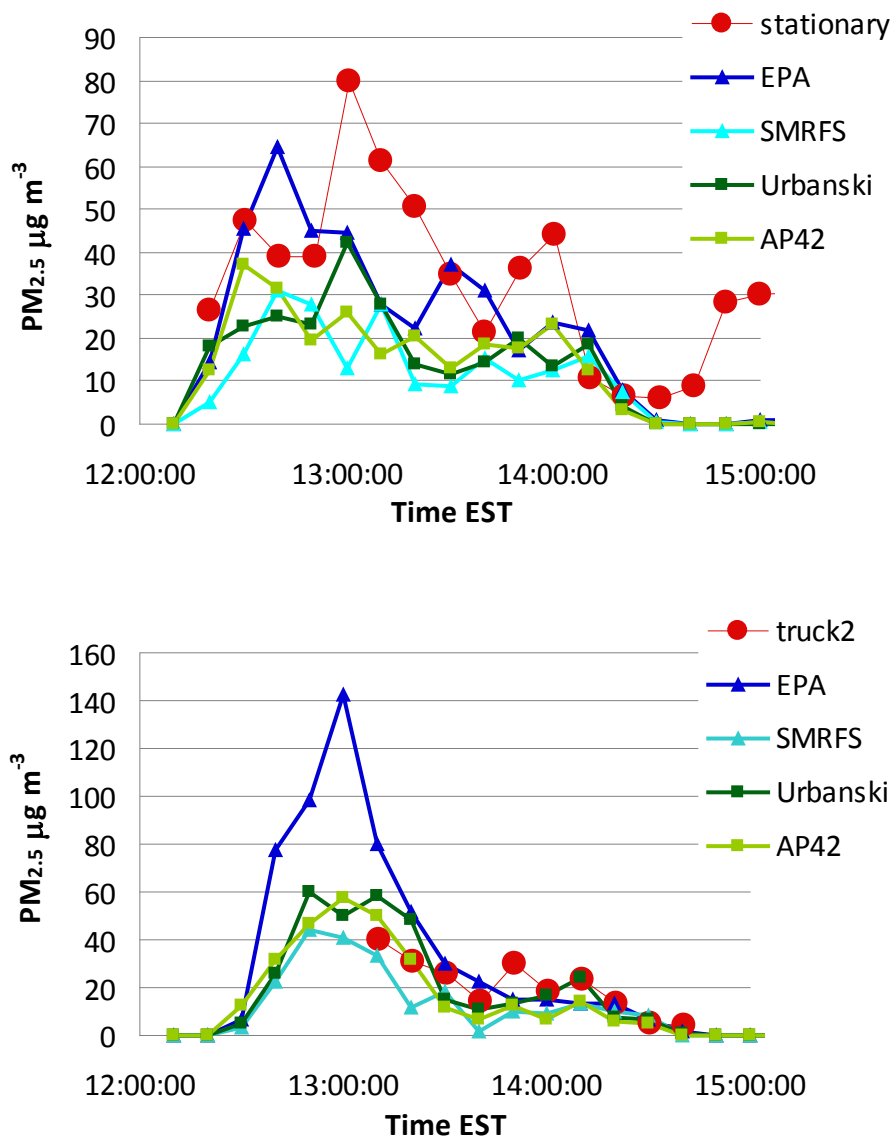 90
80
70
60
50
40
30
20
10
0
PM2.5 µg m-3
12:00:00 13:00:00 14:00:00 15:00:00
Time EST
stationary
EPA
SMRFS
Urbanski
AP42
160
140
120
100
80
60
40
20
0
PM2.5 µg m-3
12:00:00 13:00:00 14:00:00 15:00:00
Time EST
truck2
EPA
SMRFS
Urbanski
AP42